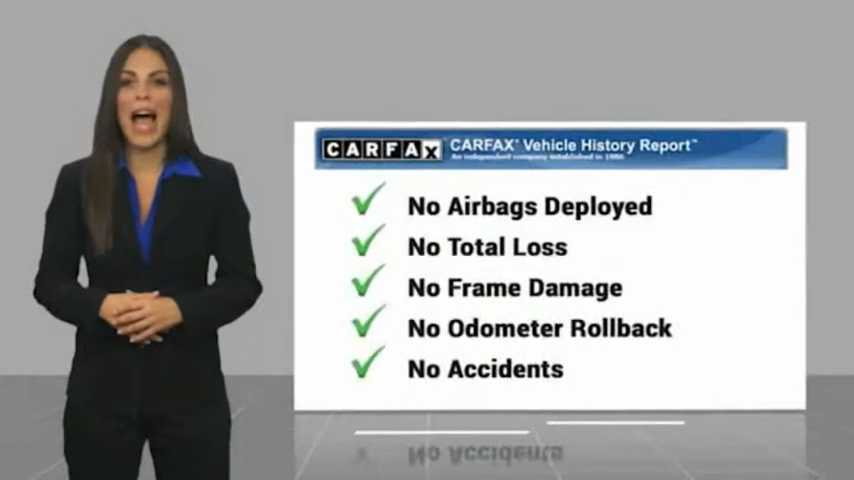 CARFAX CARFAX™ Vehicle History Report™
An independent company established in 1986
No Airbags Deployed
No Total Loss
No Frame Damage
No Odometer Rollback
No Accidents
No Accidents